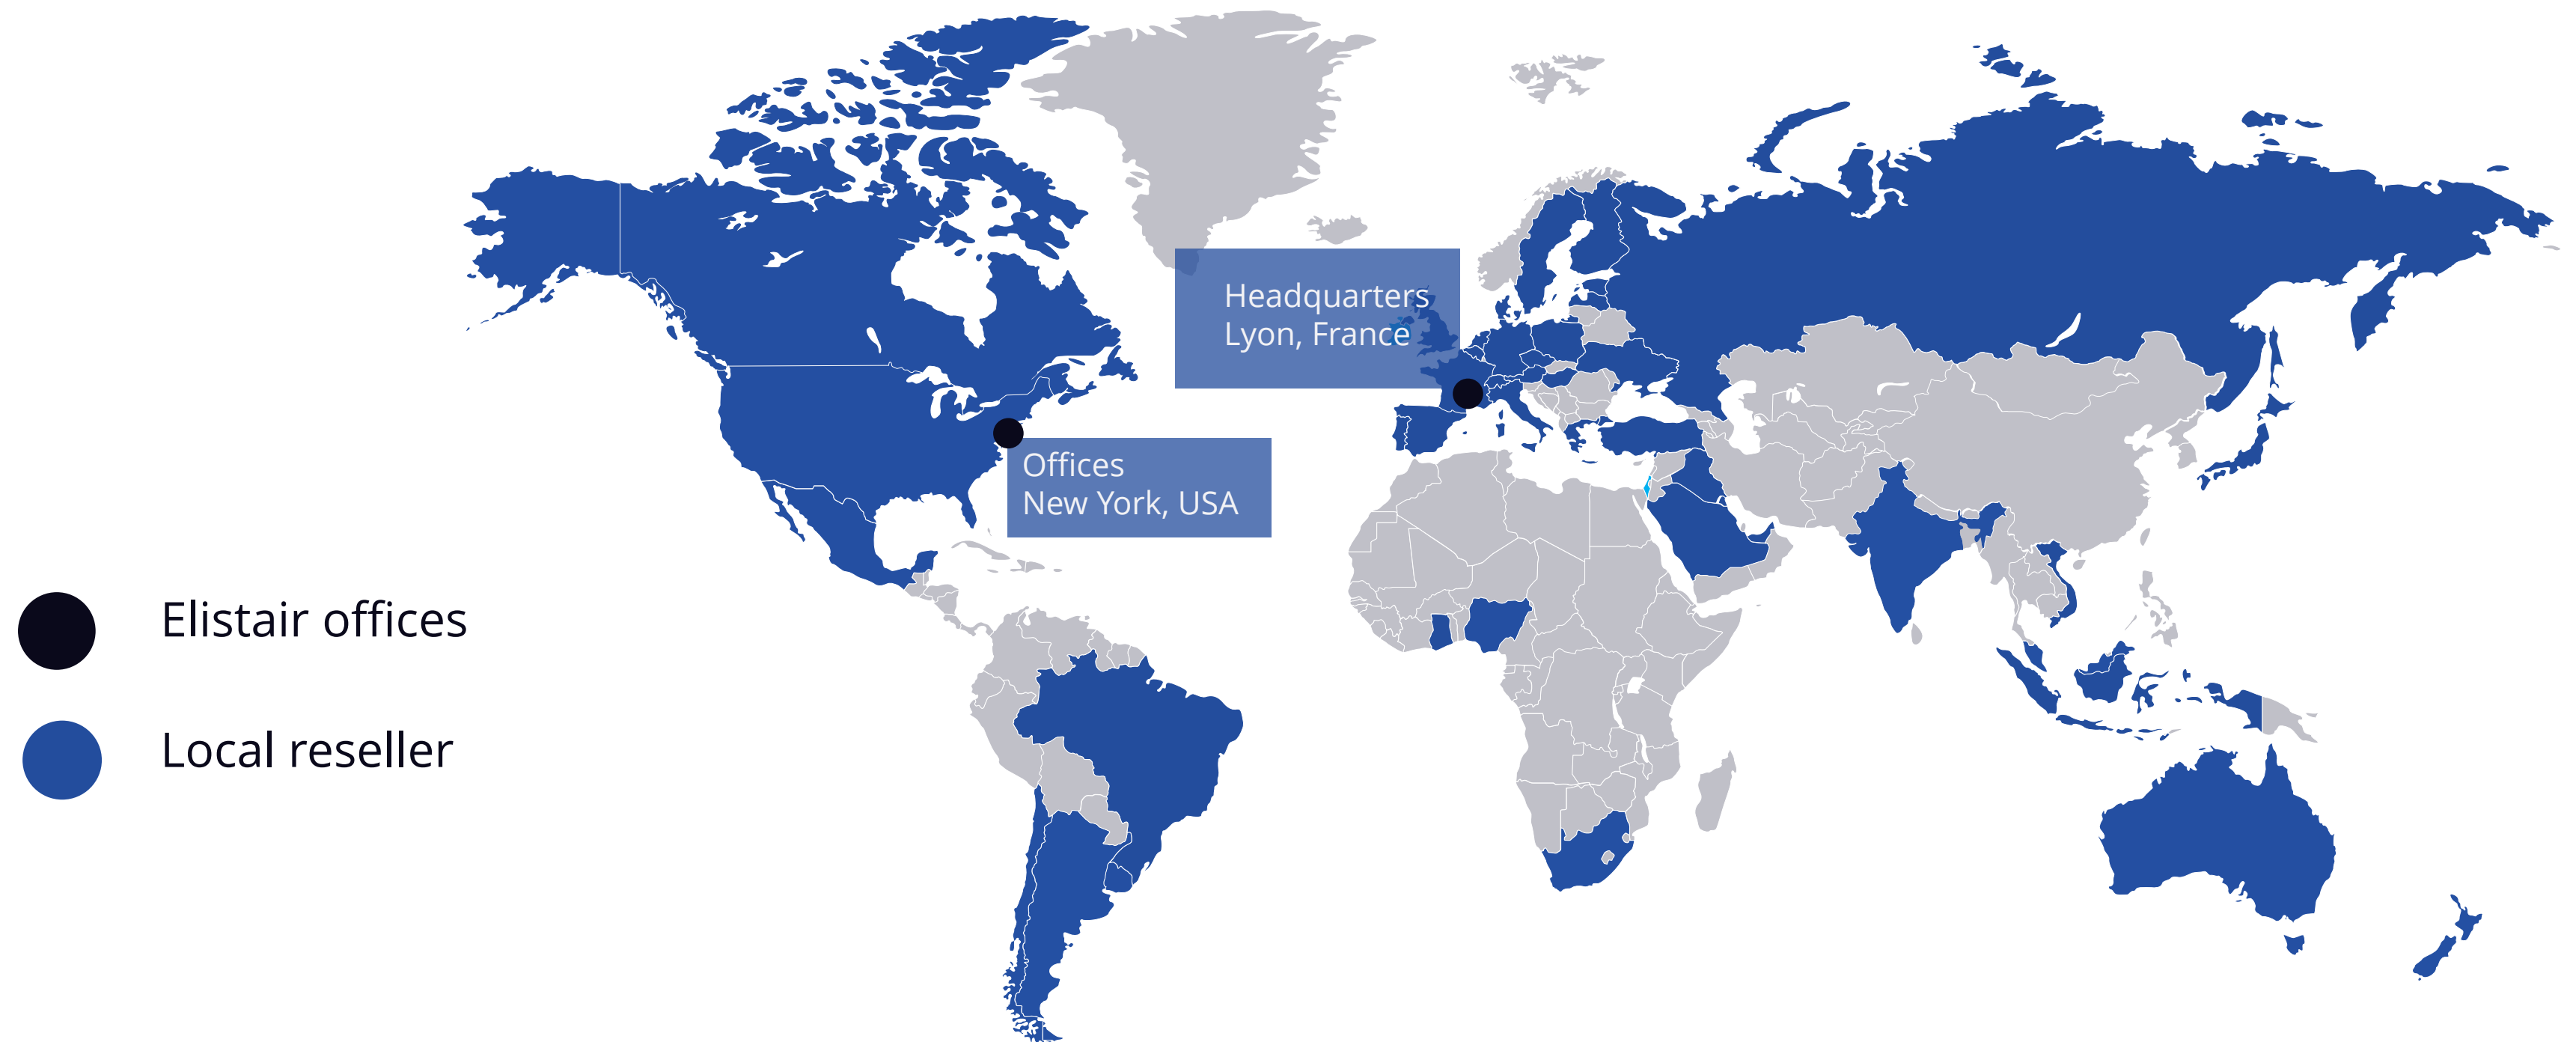 Headquarters
Lyon, France
Offices
New York, USA
Elistair offices
Local reseller